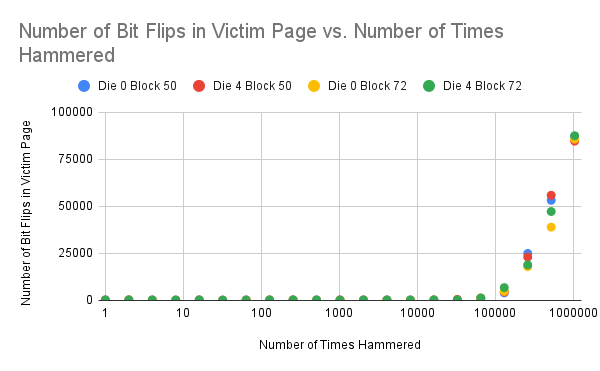 Number of Bit Flips in Victim Page vs. Number of Times
Hammered
Die 0 Block 50
Die 4 Block 50
Die 0 Block 72
Die 4 Block 72
Number of Bit Flips in Victim Page
100000
75000
50000
25000
0
1
10
100
1000
10000
100000
1000000
Number of Times Hammered